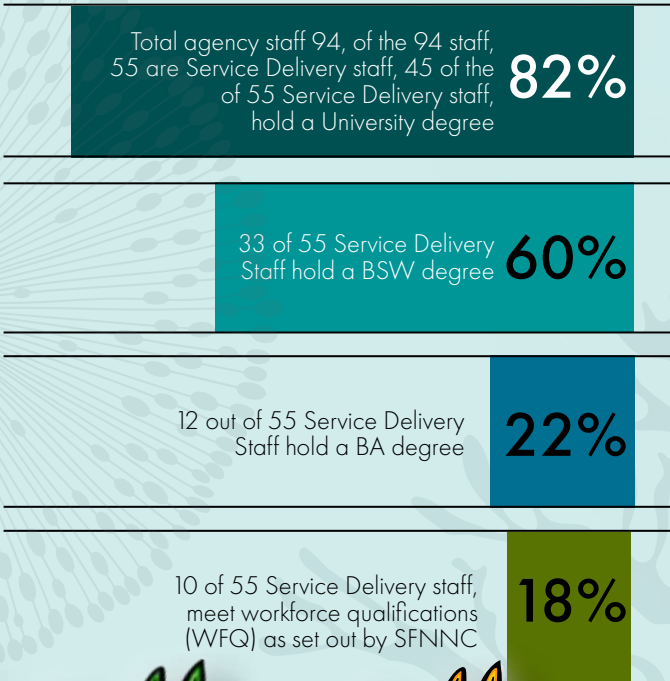 Total agency staff 94, of the 94 staff,
55 are Service Delivery staff, 45 of the
of 55 Service Delivery staff,
hold a University degree
82%
33 of 55 Service Delivery
Staff hold a BSW degree
60%
12 out of 55 Service Delivery
Staff hold a BA degree
22%
10 of 55 Service Delivery staff,
meet workforce qualifications
(WFQ) as set out by SFNNC
18%